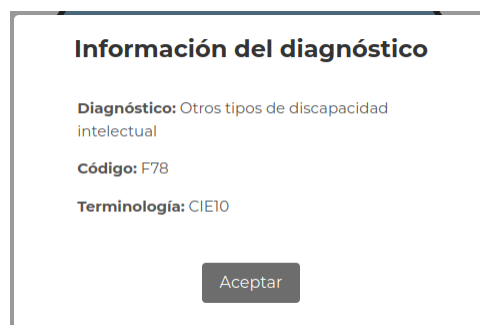 Información del diagnóstico
Diagnóstico: Otros tipos de discapacidad
intelectual
Código: F78
Terminología: CIE10
Aceptar